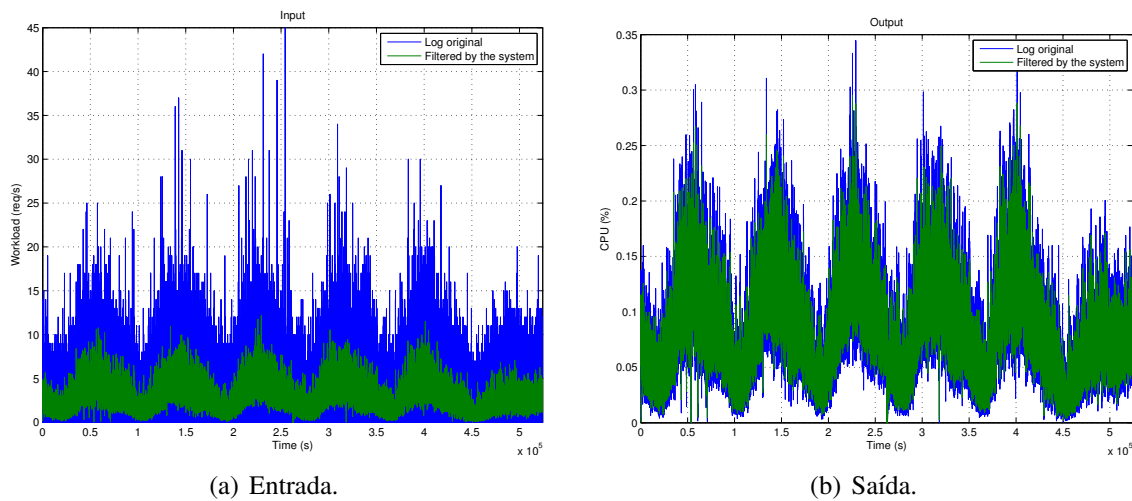 Input
45
40
35
30
25
20
15
10
5
0
Workload (req/s)
Log original
Filtered by the system
0 0.5 1 1.5 2 2.5 3 3.5 4 4.5 5
Time (s)
x 10^5
(a) Entrada.
Output
0.35
0.3
0.25
0.2
0.15
0.1
0.05
0
CPU (%)
Log original
Filtered by the system
0 0.5 1 1.5 2 2.5 3 3.5 4 4.5 5
Time (s)
x 10^5
(b) Saída.